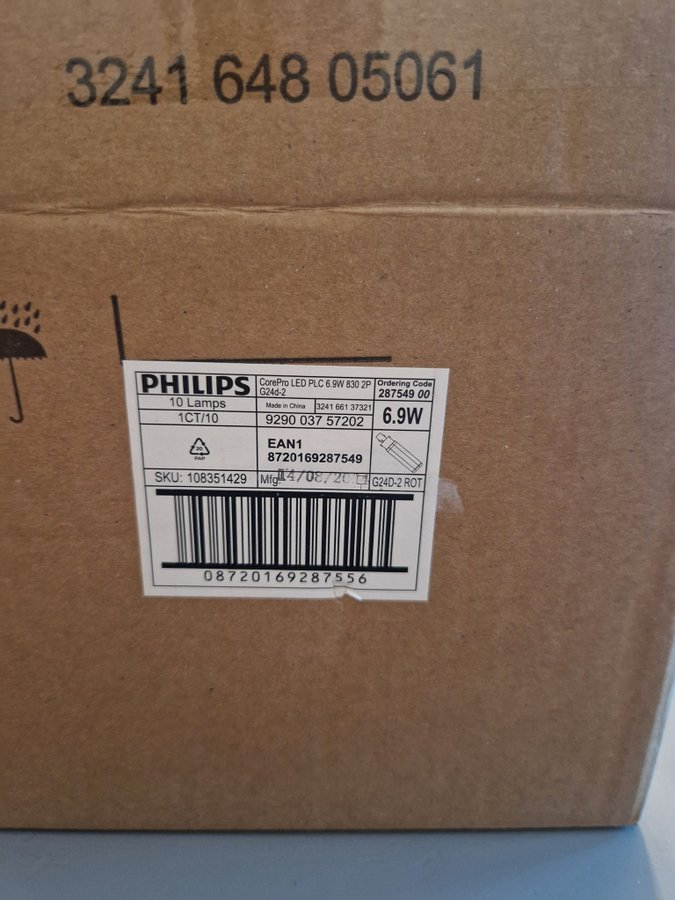 3241 648 05061
PHILIPS
CorePro LED PLC 6.9W 830 2P
G24d-2
Ordering Code
287549 00
10 Lamps
Made in China
3241 661 37321
6.9W
1CT/10
9290 037 57202
20
PAP
EAN1
8720169287549
SKU: 108351429
Mfg:
G24D-2 ROT
08720169287556